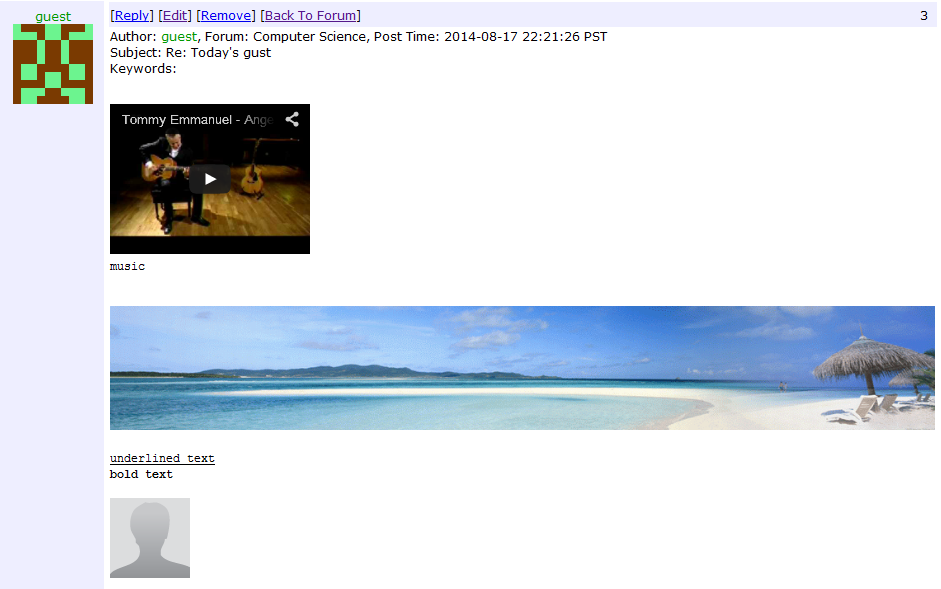 guest
[Reply] [Edit] [Remove] [Back To Forum] 3
Author: guest, Forum: Computer Science, Post Time: 2014-08-17 22:21:26 PST
Subject: Re: Today's gust
Keywords:
Tommy Emmanuel - Ange
music
underlined text
bold text